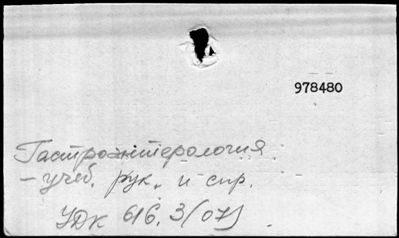 978480
Гастроэнтерология
- учеб. рук. и спр.
УДК 616.3(07)